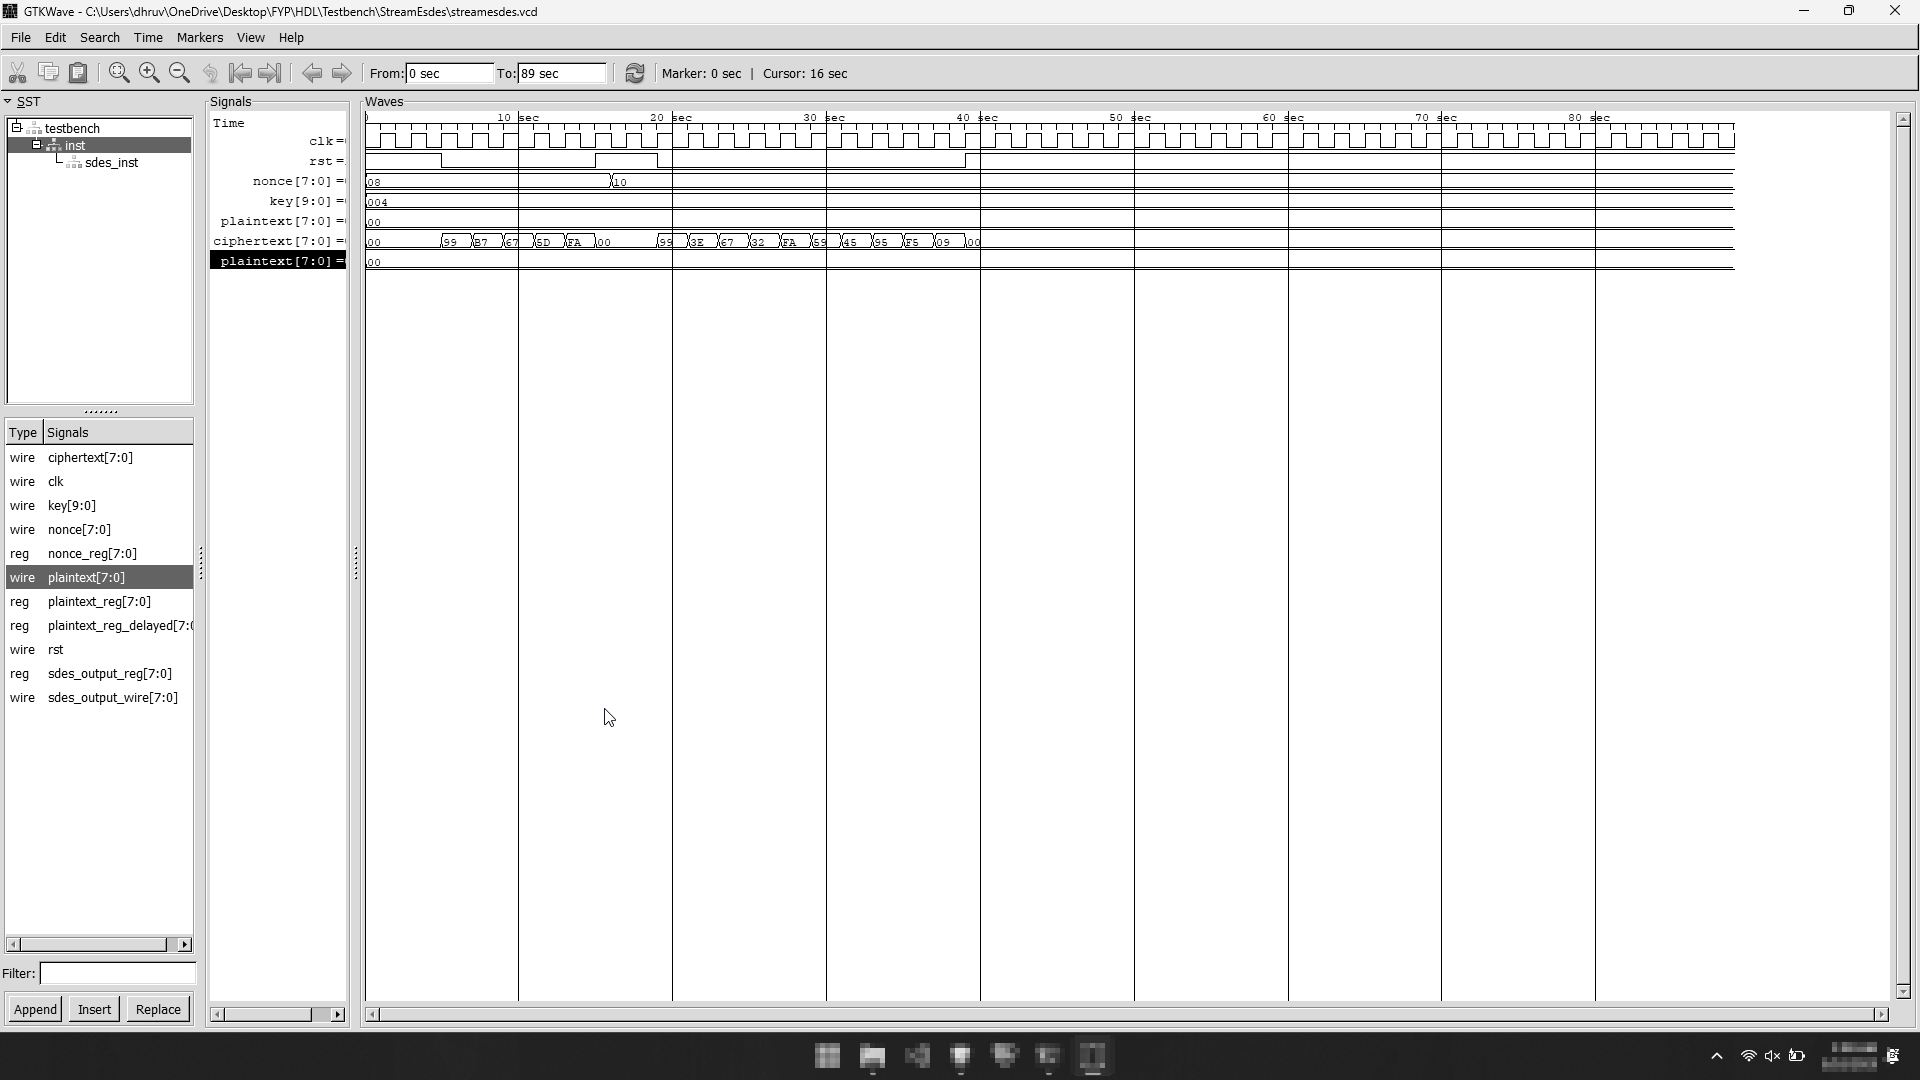 GTKWave - C:\Users\dhruv\OneDrive\Desktop\FYP\HDL\Testbench\StreamEsdes\streamesdes.vcd
File Edit Search Time Markers View Help
From: 0 sec To: 89 sec Marker: 0 sec | Cursor: 16 sec
SST
testbench
inst
sdes_inst
Type Signals
wire ciphertext[7:0]
wire clk
wire key[9:0]
wire nonce[7:0]
reg nonce_reg[7:0]
wire plaintext[7:0]
reg plaintext_reg[7:0]
reg plaintext_reg_delayed[7:0
wire rst
reg sdes_output_reg[7:0]
wire sdes_output_wire[7:0]
Filter:
Append Insert Replace
Signals
Time
clk =
rst =
nonce[7:0] =
key[9:0] =
plaintext[7:0] =
ciphertext[7:0] =
plaintext[7:0] =
Waves
10 sec 20 sec 30 sec 40 sec 50 sec 60 sec 70 sec 80 sec
08 10
004
00
00 99 B7 67 5D FA 00 99 3E 67 32 FA 59 45 95 F5 09 00
00